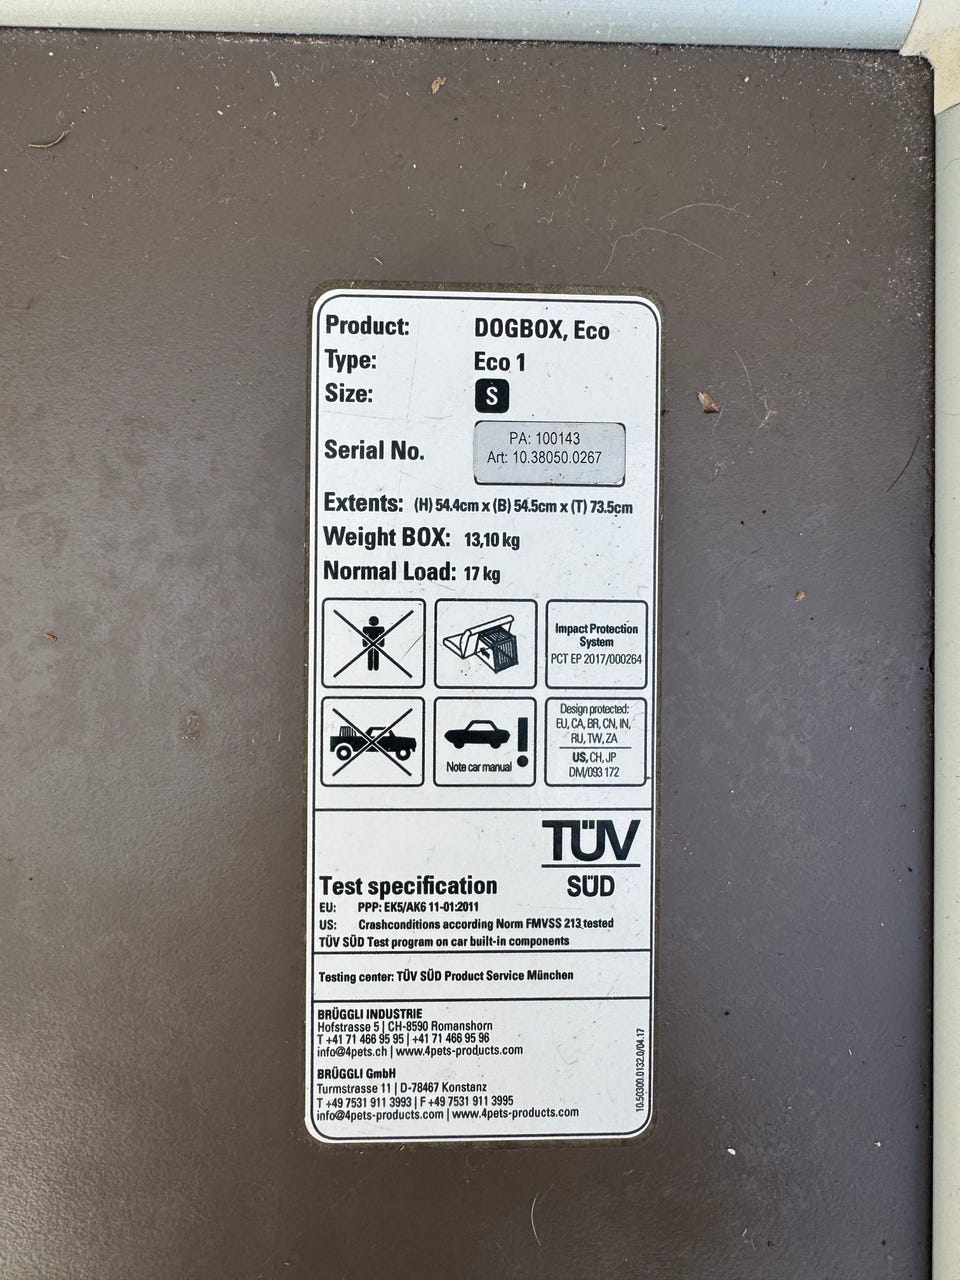 Product: DOGBOX, Eco
Type: Eco 1
Size: S
Serial No. PA: 100143
Art: 10.38050.0267
Extents: (H) 54.4cm x (B) 54.5cm x (T) 73.5cm
Weight BOX: 13,10 kg
Normal Load: 17 kg
Impact Protection
System
PCT EP 2017/000264
Note car manual
Design protected:
EU, CA, BR, CN, IN,
RU, TW, ZA
US, CH, JP
DM/093 172
TÜV
SÜD
Test specification
EU: PPP: EK5/AK6 11-01:2011
US: Crashconditions according Norm FMVSS 213 tested
TÜV SÜD Test program on car built-in components
Testing center: TÜV SÜD Product Service München
BRÜGGLI INDUSTRIE
Hofstrasse 5 | CH-8590 Romanshorn
T +41 71 466 95 95 | +41 71 466 95 96
info@4pets.ch | www.4pets-products.com
BRÜGGLI GmbH
Turmstrasse 11 | D-78467 Konstanz
T +49 7531 911 3993 | F +49 7531 911 3995
info@4pets-products.com | www.4pets-products.com
10.50300.0132.0/04.17